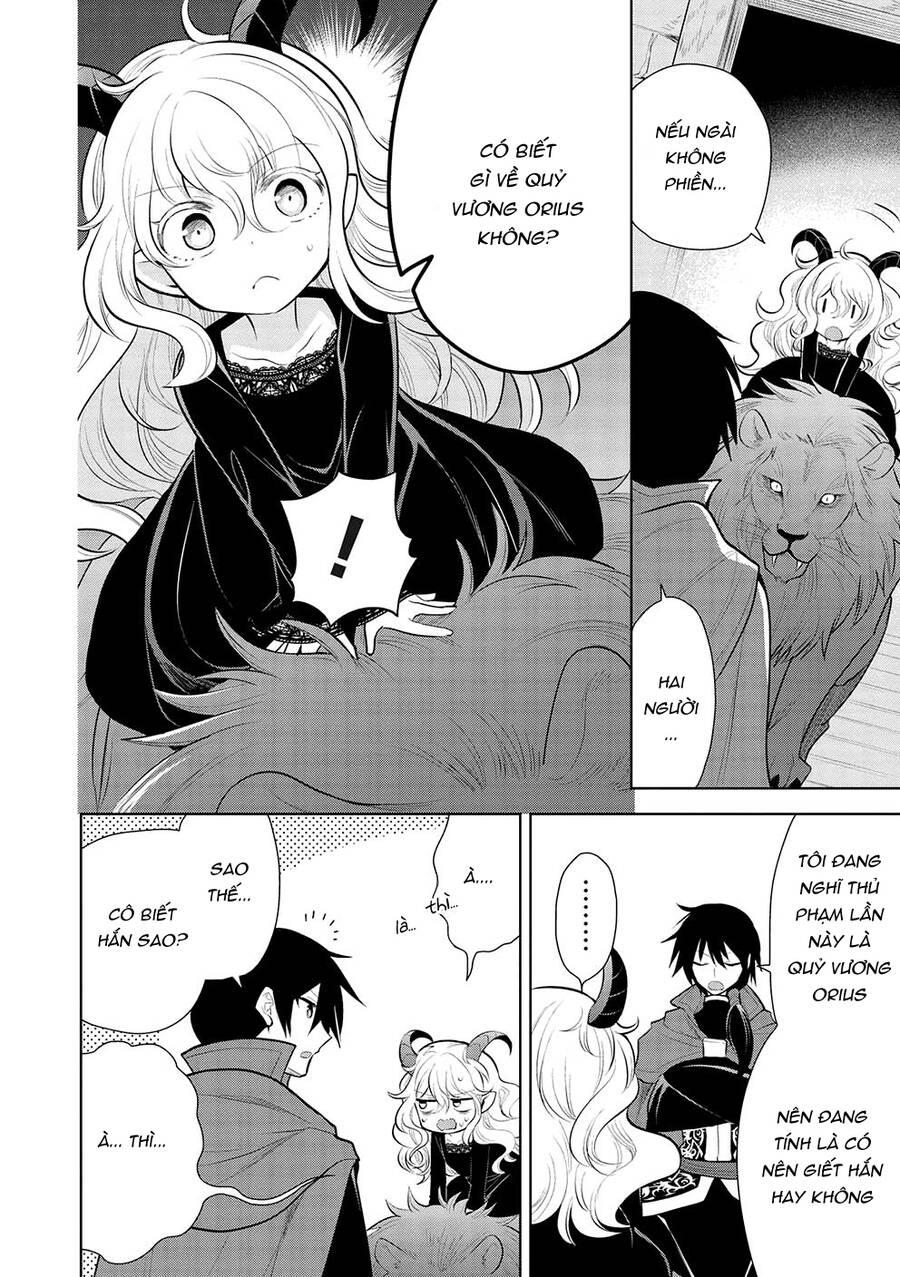 NẾU NGÀI
KHÔNG
PHIỀN...
HAI
NGƯỜI
...
CÓ BIẾT
GÌ VỀ QUỶ
VƯƠNG ORIUS
KHÔNG?
!
TÔI ĐANG
NGHĨ THỦ
PHẠM LẦN
NÀY LÀ
QUỶ VƯƠNG
ORIUS
NÊN ĐANG
TÍNH LÀ CÓ
NÊN GIẾT HẮN
HAY KHÔNG
.........
À....
thì...
là...
SAO
THẾ...
CÔ BIẾT
HẮN SAO?
À... THÌ...